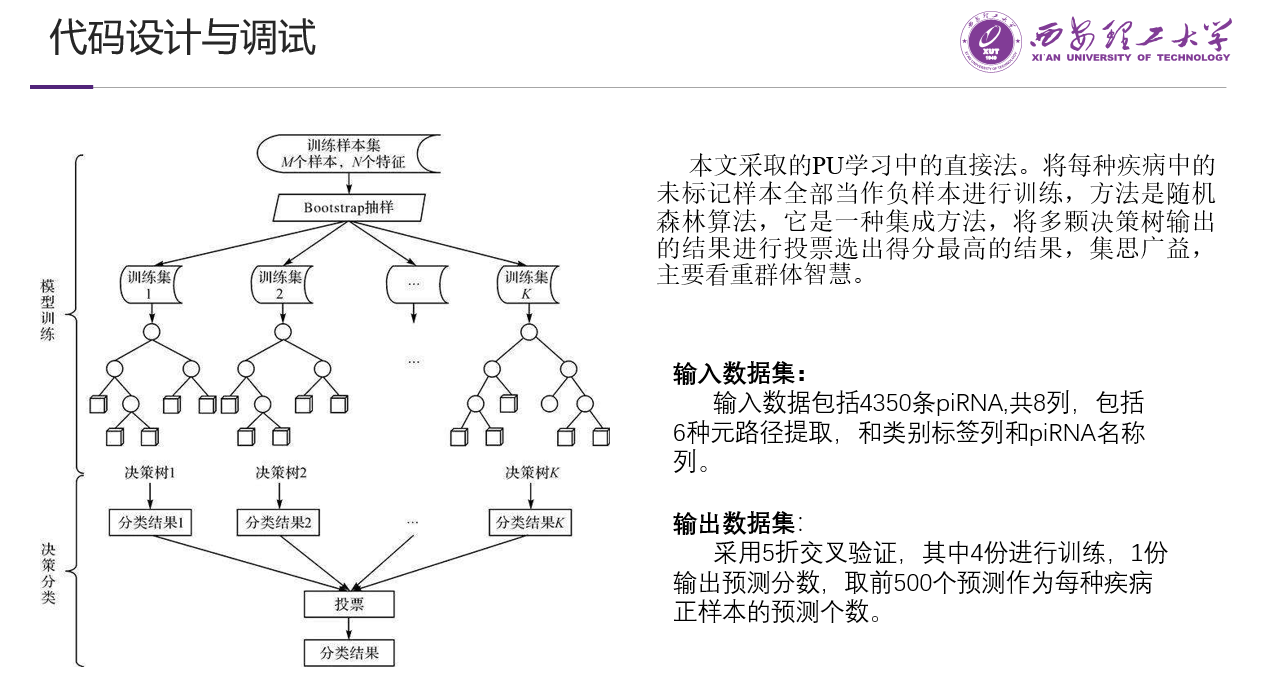 代码设计与调试
西安理工大学
XUT
1949
XI'AN UNIVERSITY OF TECHNOLOGY
训练样本集
M个样本，N个特征
Bootstrap抽样
训练集
1
训练集
2
...
训练集
K
模型训练
...
决策树1
决策树2
决策树K
分类结果1
分类结果2
...
分类结果K
决策分类
投票
分类结果
本文采取的PU学习中的直接法。将每种疾病中的
未标记样本全部当作负样本进行训练，方法是随机
森林算法，它是一种集成方法，将多颗决策树输出
的结果进行投票选出得分最高的结果，集思广益，
主要看重群体智慧。
输入数据集：
输入数据包括4350条piRNA,共8列，包括
6种元路径提取，和类别标签列和piRNA名称
列。
输出数据集：
采用5折交叉验证，其中4份进行训练，1份
输出预测分数，取前500个预测作为每种疾病
正样本的预测个数。